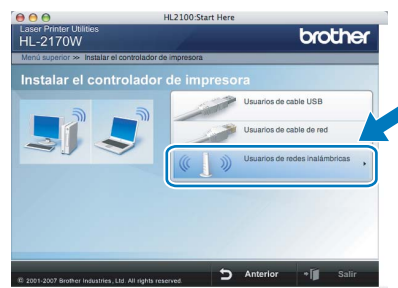 HL2100:Start Here
Laser Printer Utilities
HL-2170W
brother
Menú superior >> Instalar el controlador de impresora
Instalar el controlador de impresora
Usuarios de cable USB
Usuarios de cable de red
Usuarios de redes inalámbricas
© 2001-2007 Brother Industries, Ltd. All rights reserved.
Anterior
Salir